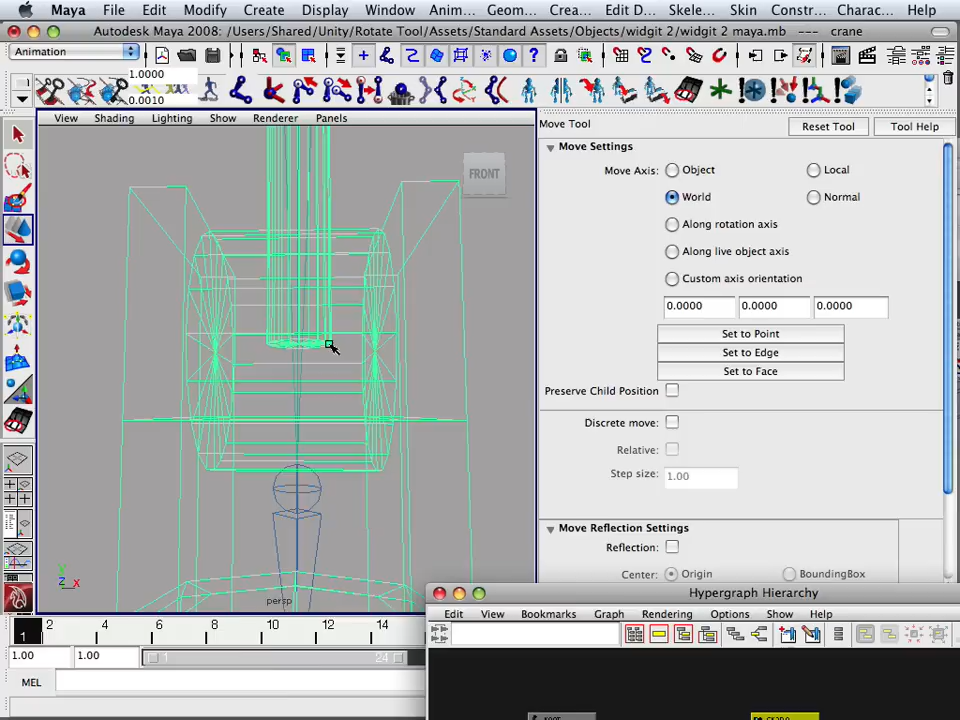 Maya File Edit Modify Create Display Window Anim... Geom... Crea... Edit D... Skele... Skin Constr... Charac... Help
Autodesk Maya 2008: /Users/Shared/Unity/Rotate Tool/Assets/Standard Assets/Objects/widgit 2/widgit 2 maya.mb --- crane
Animation
1.0000
0.0010
View Shading Lighting Show Renderer Panels
FRONT
persp
Y
Z X
Move Tool
Reset Tool Tool Help
Move Settings
Move Axis: Object Local
World Normal
Along rotation axis
Along live object axis
Custom axis orientation
0.0000 0.0000 0.0000
Set to Point
Set to Edge
Set to Face
Preserve Child Position
Discrete move:
Relative:
Step size: 1.00
Move Reflection Settings
Reflection:
Center: Origin BoundingBox
Hypergraph Hierarchy
Edit View Bookmarks Graph Rendering Options Show Help
1 2 4 6 8 10 12 14
1.00 1.00 1 24
MEL